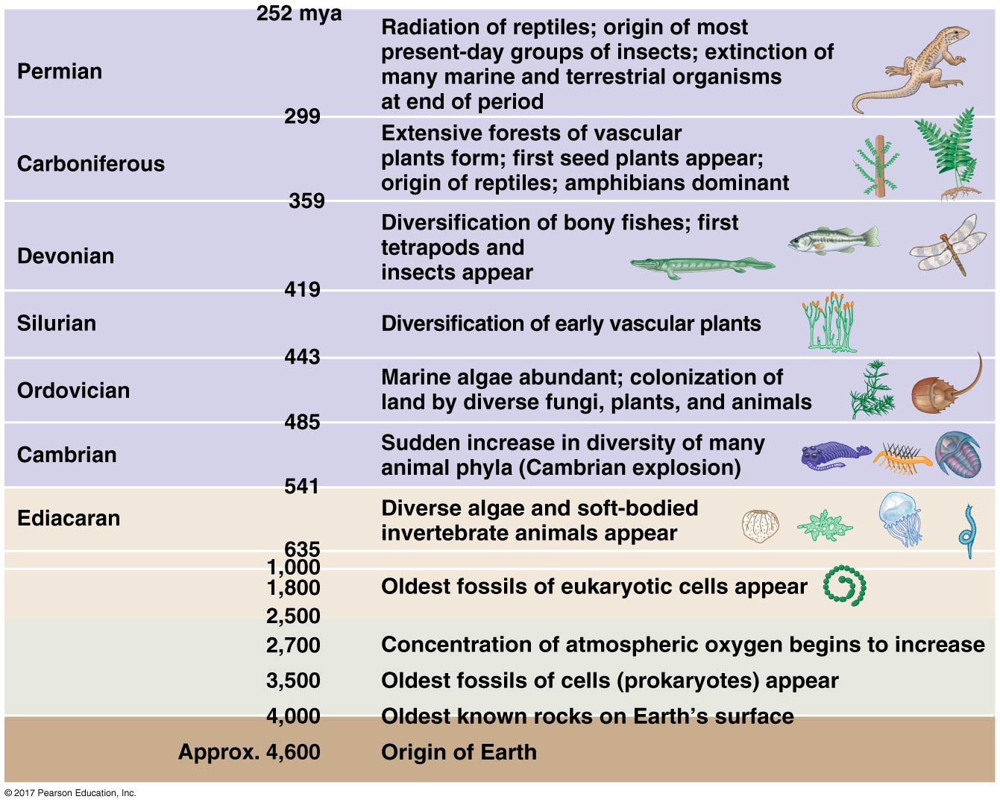 252 mya
Permian
Radiation of reptiles; origin of most
present-day groups of insects; extinction of
many marine and terrestrial organisms
at end of period
299
Carboniferous
Extensive forests of vascular
plants form; first seed plants appear;
origin of reptiles; amphibians dominant
359
Devonian
Diversification of bony fishes; first
tetrapods and
insects appear
419
Silurian
Diversification of early vascular plants
443
Ordovician
Marine algae abundant; colonization of
land by diverse fungi, plants, and animals
485
Cambrian
Sudden increase in diversity of many
animal phyla (Cambrian explosion)
541
Ediacaran
Diverse algae and soft-bodied
invertebrate animals appear
635
1,000
1,800 Oldest fossils of eukaryotic cells appear
2,500
2,700 Concentration of atmospheric oxygen begins to increase
3,500 Oldest fossils of cells (prokaryotes) appear
4,000 Oldest known rocks on Earth’s surface
Approx. 4,600 Origin of Earth
© 2017 Pearson Education, Inc.